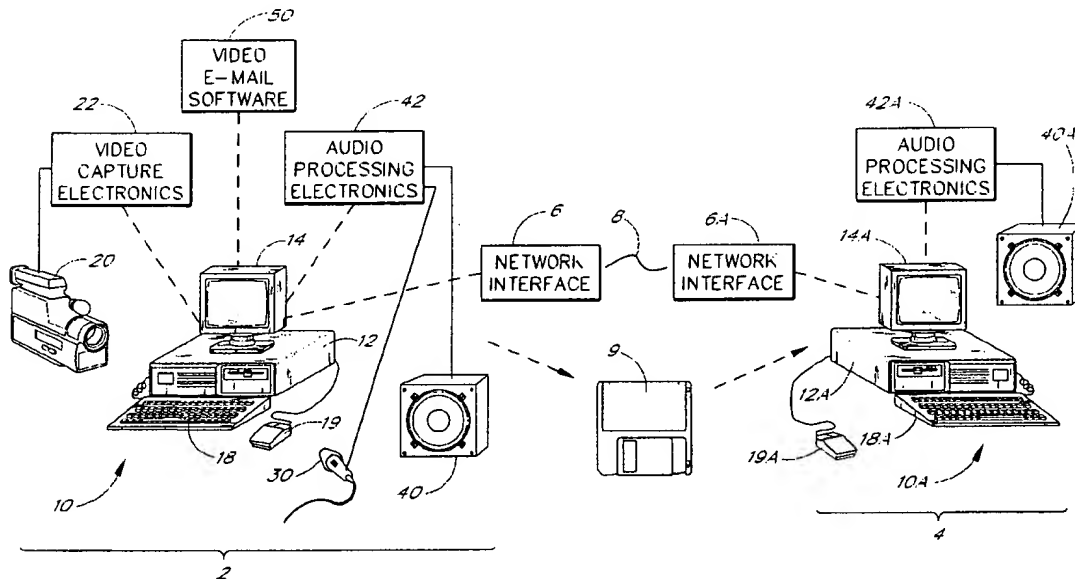 50
VIDEO
E-MAIL
SOFTWARE
22
VIDEO
CAPTURE
ELECTRONICS
42
AUDIO
PROCESSING
ELECTRONICS
42A
AUDIO
PROCESSING
ELECTRONICS
40A
6
NETWORK
INTERFACE
8
6A
NETWORK
INTERFACE
14
14A
20
12
9
12A
18
19
30
40
10
18A
19A
10A
2
4